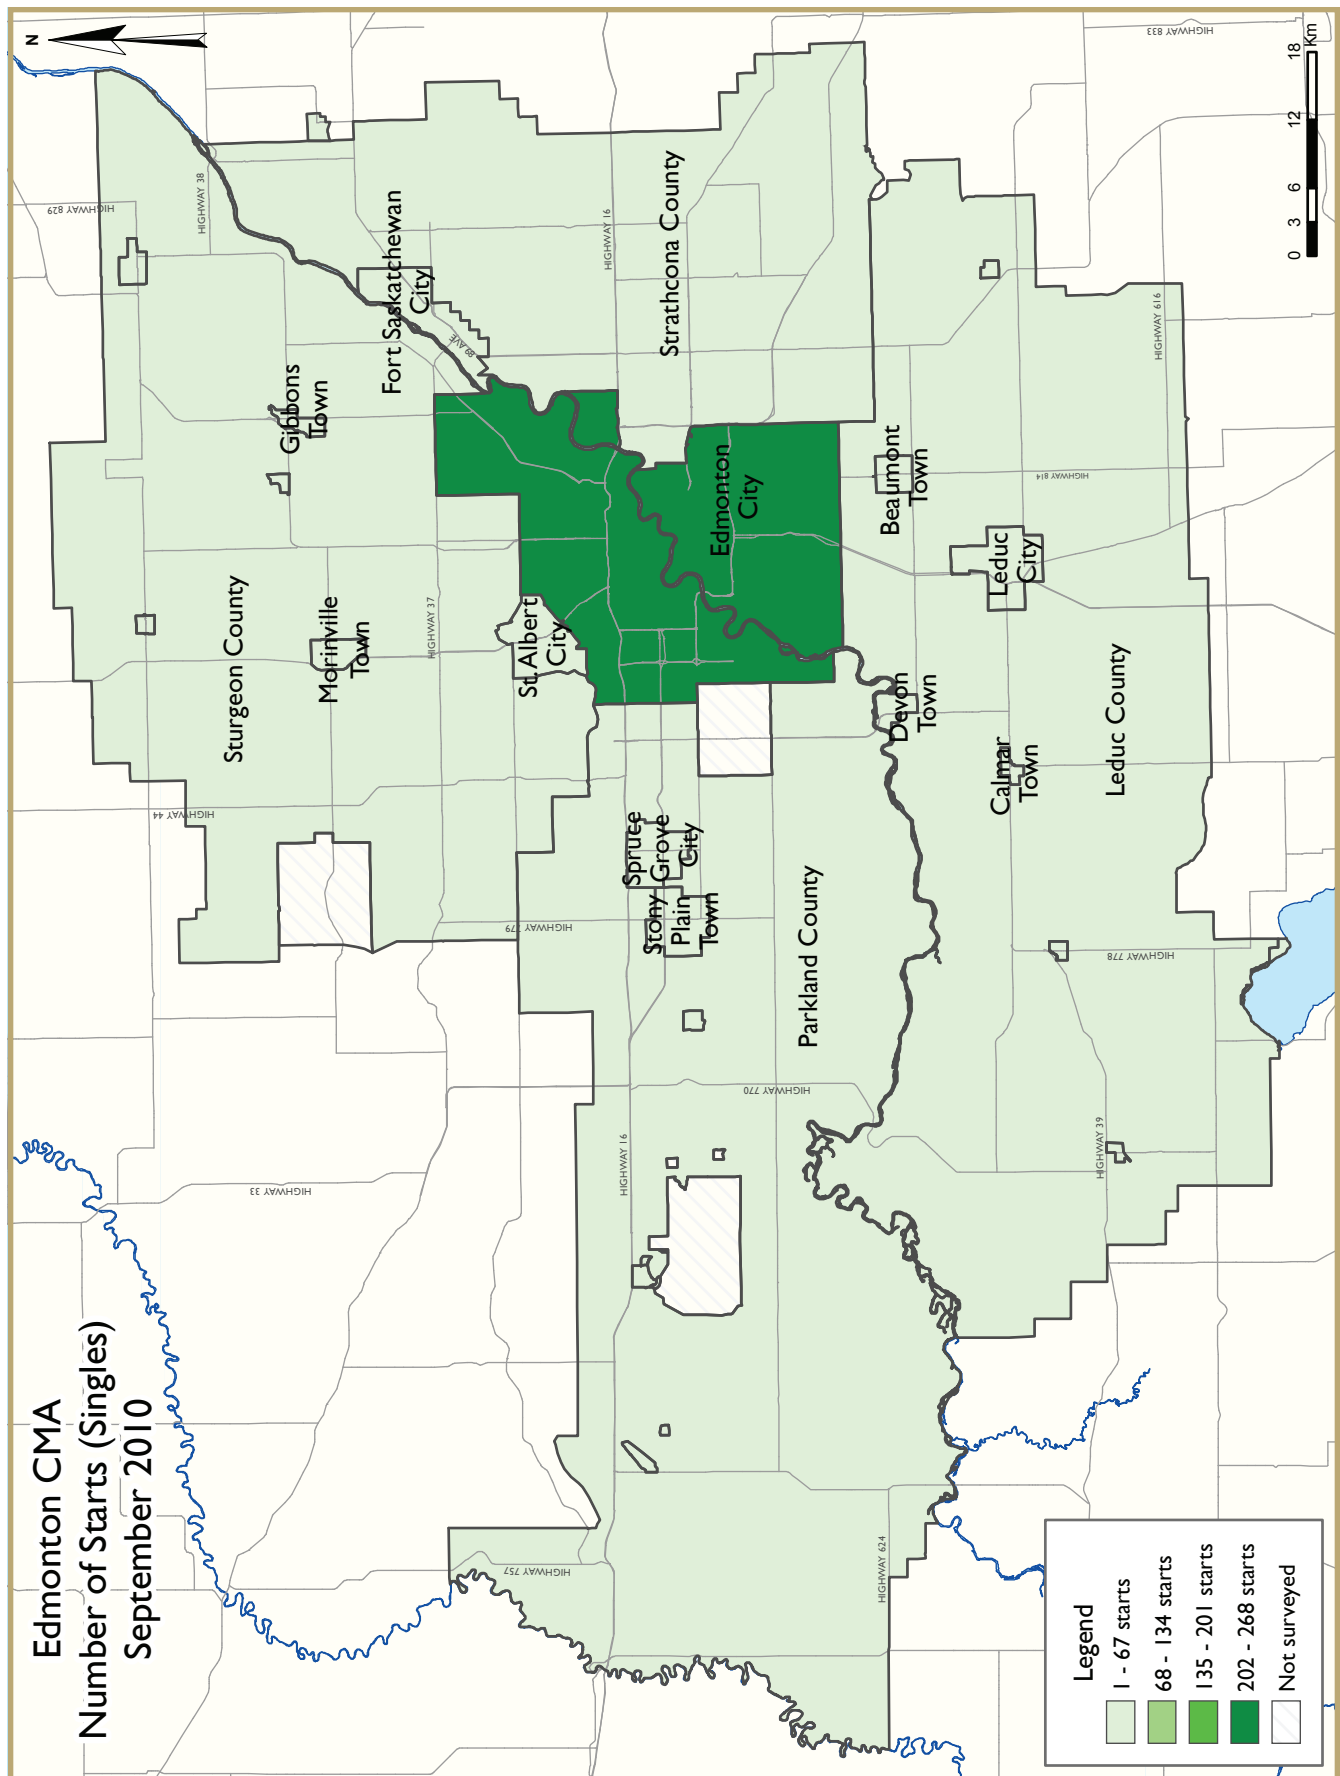 Edmonton CMA
Number of Starts (Singles)
September 2010
N
HIGHWAY 757
HIGHWAY 33
HIGHWAY 44
HIGHWAY 779
HIGHWAY 37
HIGHWAY 829
HIGHWAY 38
HIGHWAY 16
HIGHWAY 16
HIGHWAY 770
HIGHWAY 624
HIGHWAY 39
HIGHWAY 778
HIGHWAY 814
HIGHWAY 616
HIGHWAY 833
89 AVE
Sturgeon County
Morinville
Town
Gibbons
Town
Fort Saskatchewan
City
St. Albert
City
Strathcona County
Edmonton
City
Spruce
Grove
City
Stony
Plain
Town
Parkland County
Devon
Town
Beaumont
Town
Leduc
City
Calmar
Town
Leduc County
Legend
1 - 67 starts
68 - 134 starts
135 - 201 starts
202 - 268 starts
Not surveyed
0 3 6 12 18
Km